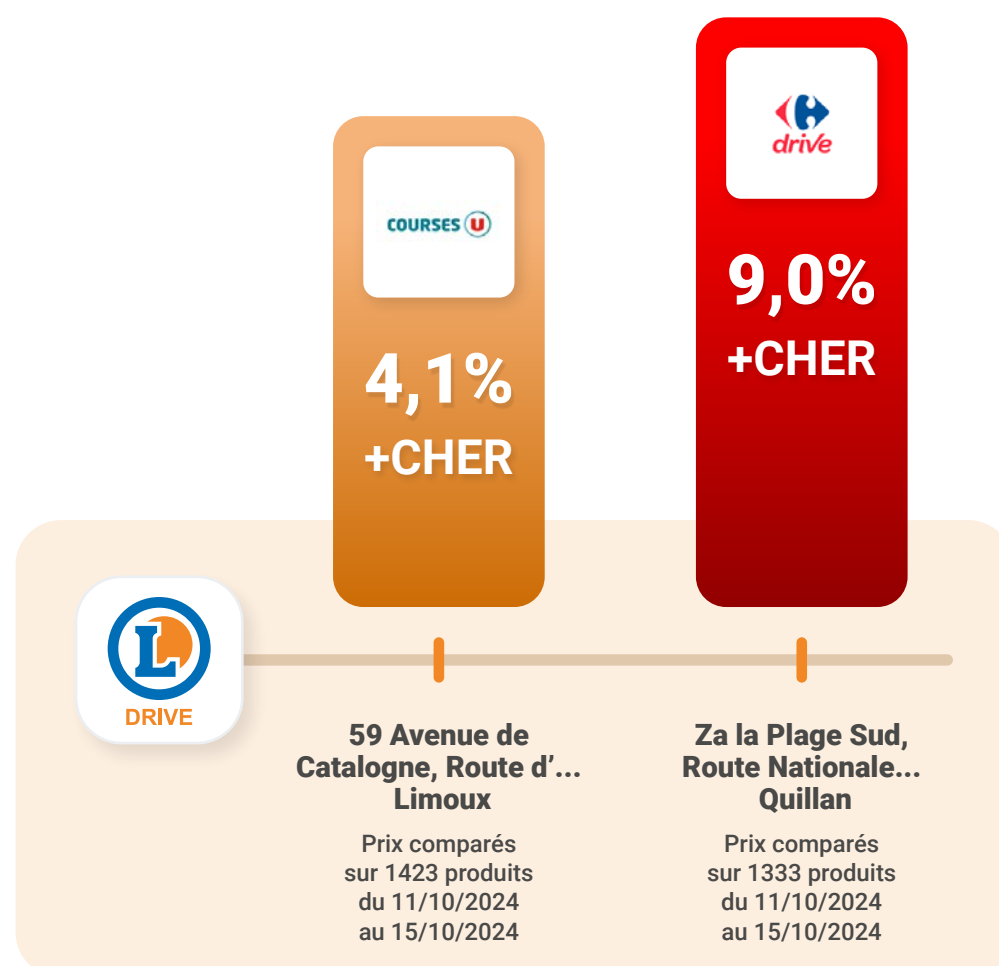 COURSES U
4,1%
+CHER
drive
9,0%
+CHER
L
DRIVE
59 Avenue de
Catalogne, Route d’...
Limoux
Prix comparés
sur 1423 produits
du 11/10/2024
au 15/10/2024
Za la Plage Sud,
Route Nationale...
Quillan
Prix comparés
sur 1333 produits
du 11/10/2024
au 15/10/2024